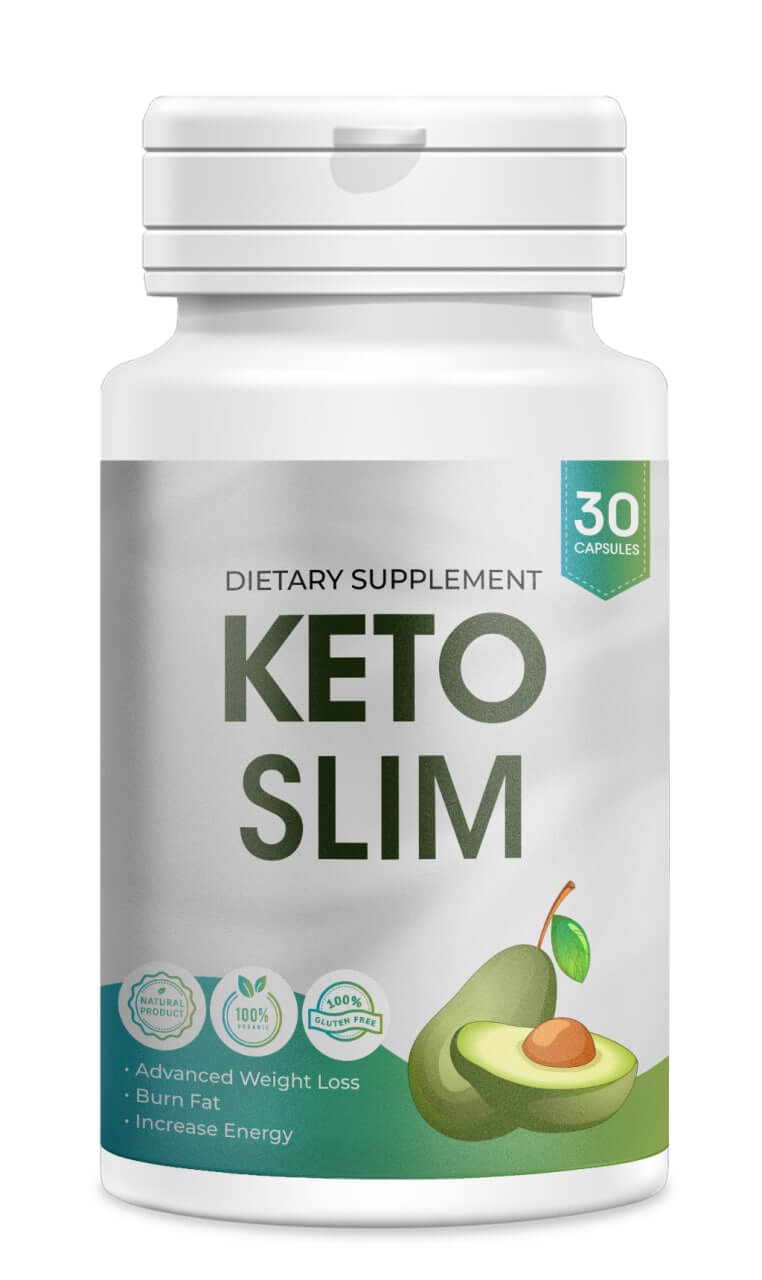 30
CAPSULES
DIETARY SUPPLEMENT
KETO
SLIM
NATURAL
PRODUCT
100%
ORGANIC
100%
GLUTEN FREE
• Advanced Weight Loss
• Burn Fat
• Increase Energy